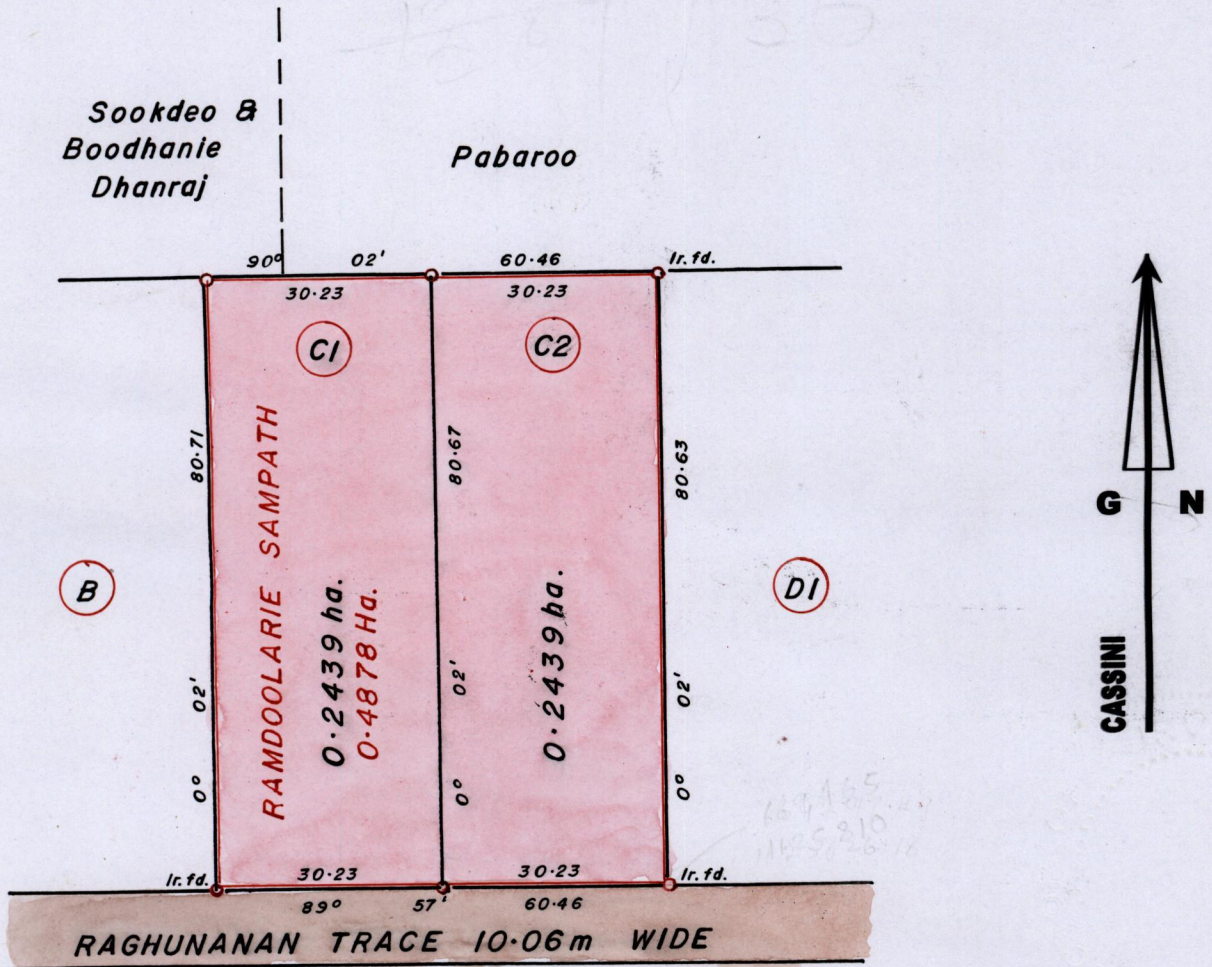 Sookdeo &
Boodhanie
Dhanraj
Pabaroo
90° 02' 60·46 Ir. fd.
30·23 30·23
C1 C2
80·71
80·67
80·63
RAMDOOLARIE SAMPATH
0·2439 ha.
0·4878 Ha.
0·2439 ha.
B
D1
0° 02'
0° 02'
0° 02'
G N
CASSINI
Ir. fd. 30·23 30·23 Ir. fd.
89° 57' 60·46
RAGHUNANAN TRACE 10·06m WIDE